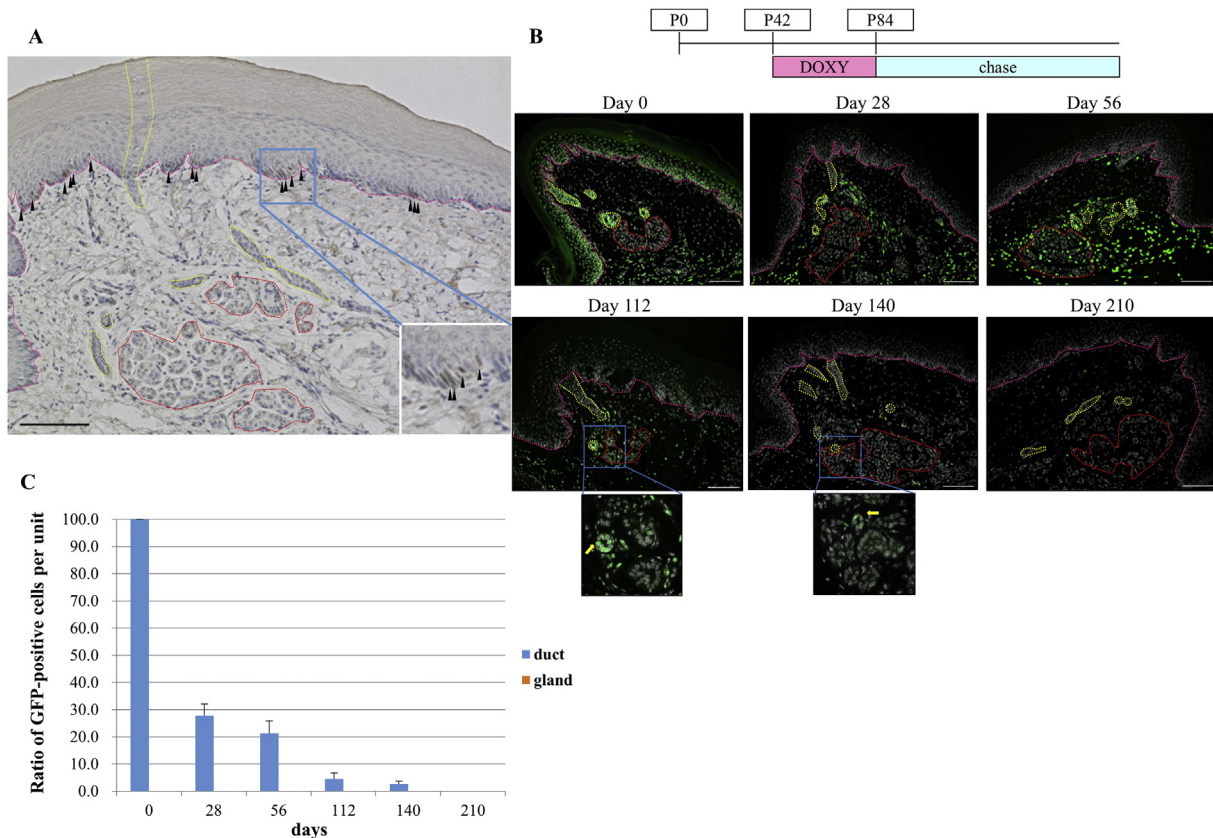 A
B
P0 P42 P84
DOXY chase
Day 0 Day 28 Day 56
Day 112 Day 140 Day 210
C
Ratio of GFP-positive cells per unit
100.0
90.0
80.0
70.0
60.0
50.0
40.0
30.0
20.0
10.0
0.0
0 28 56 112 140 210
days
duct
gland